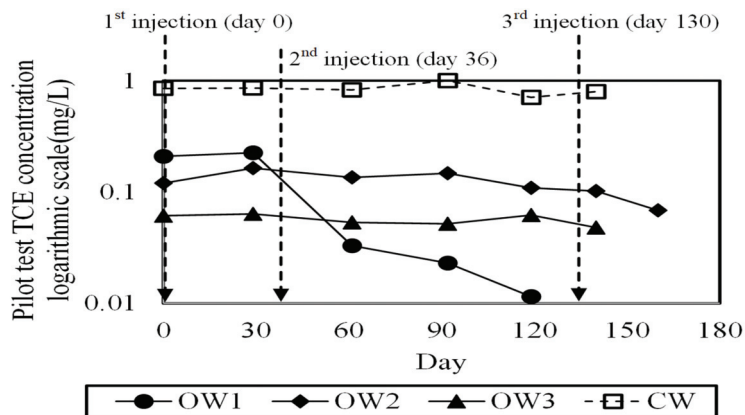 1st injection (day 0)
3rd injection (day 130)
2nd injection (day 36)
Pilot test TCE concentration
logarithmic scale(mg/L)
1
0.1
0.01
0 30 60 90 120 150 180
Day
OW1 OW2 OW3 CW